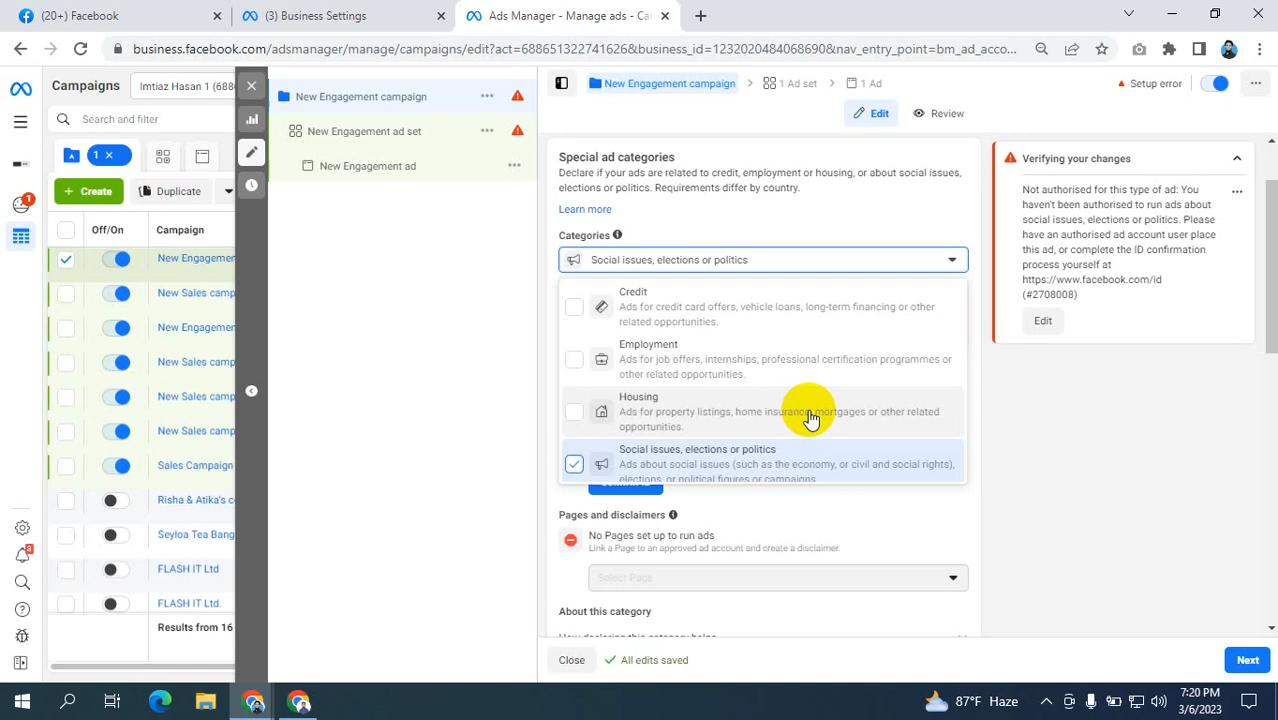 (20+) Facebook
(3) Business Settings
Ads Manager - Manage ads - Ca
business.facebook.com/adsmanager/manage/campaigns/edit?act=688651322741626&business_id=1232020484068690&nav_entry_point=bm_ad_acco...
Campaigns
Imtiaz Hasan 1 (6886
Search and filter
1
Create
Duplicate
Off/On
Campaign
New Engagemen
New Sales camp
New Engagemen
New Sales camp
New Sales camp
New Sales camp
Sales Campaign
Risha & Atika's c
Seyloa Tea Bang
FLASH IT Ltd
FLASH IT Ltd.
Results from 16
1
3
New Engagement campaign
New Engagement ad set
New Engagement ad
New Engagement campaign
1 Ad set
1 Ad
Setup error
Edit
Review
Special ad categories
Declare if your ads are related to credit, employment or housing, or about social issues,
elections or politics. Requirements differ by country.
Learn more
Categories
Social issues, elections or politics
Credit
Ads for credit card offers, vehicle loans, long-term financing or other
related opportunities.
Employment
Ads for job offers, internships, professional certification programmes or
other related opportunities.
Housing
Ads for property listings, home insurance, mortgages or other related
opportunities.
Social issues, elections or politics
Ads about social issues (such as the economy, or civil and social rights),
elections, or political figures or campaigns.
Pages and disclaimers
No Pages set up to run ads
Link a Page to an approved ad account and create a disclaimer.
Select Page
About this category
How declaring this category helps
Close
All edits saved
Next
Verifying your changes
Not authorised for this type of ad: You
haven't been authorised to run ads about
social issues, elections or politics. Please
have an authorised ad account user place
this ad, or complete the ID confirmation
process yourself at
https://www.facebook.com/id
(#2708008)
Edit
87°F Haze
7:20 PM
3/6/2023